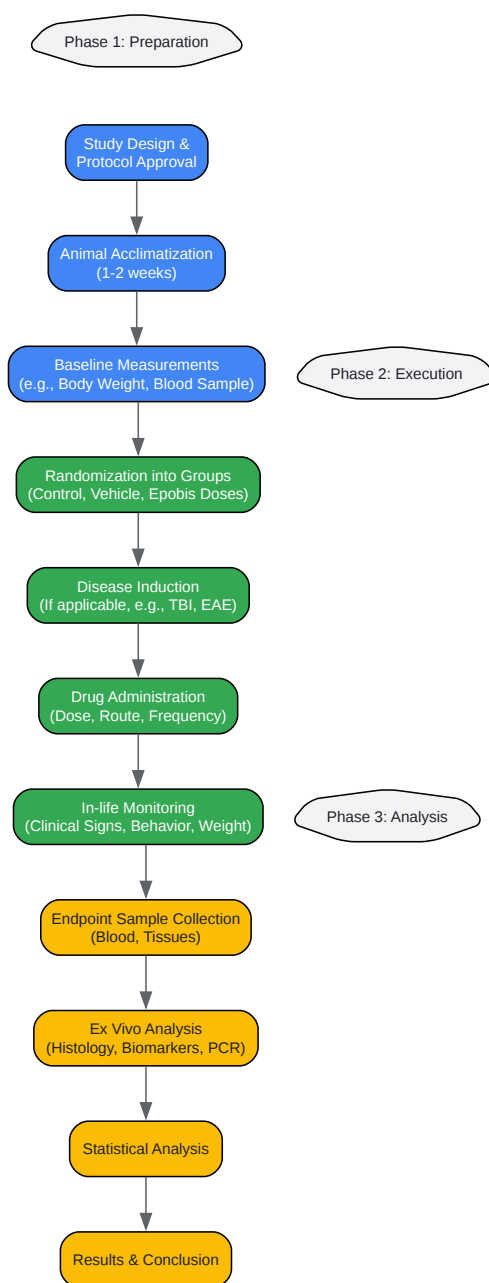 Phase 1: Preparation
Study Design &
Protocol Approval
Animal Acclimatization
(1-2 weeks)
Baseline Measurements
(e.g., Body Weight, Blood Sample)
Phase 2: Execution
Randomization into Groups
(Control, Vehicle, Epobis Doses)
Disease Induction
(If applicable, e.g., TBI, EAE)
Drug Administration
(Dose, Route, Frequency)
In-life Monitoring
(Clinical Signs, Behavior, Weight)
Phase 3: Analysis
Endpoint Sample Collection
(Blood, Tissues)
Ex Vivo Analysis
(Histology, Biomarkers, PCR)
Statistical Analysis
Results & Conclusion